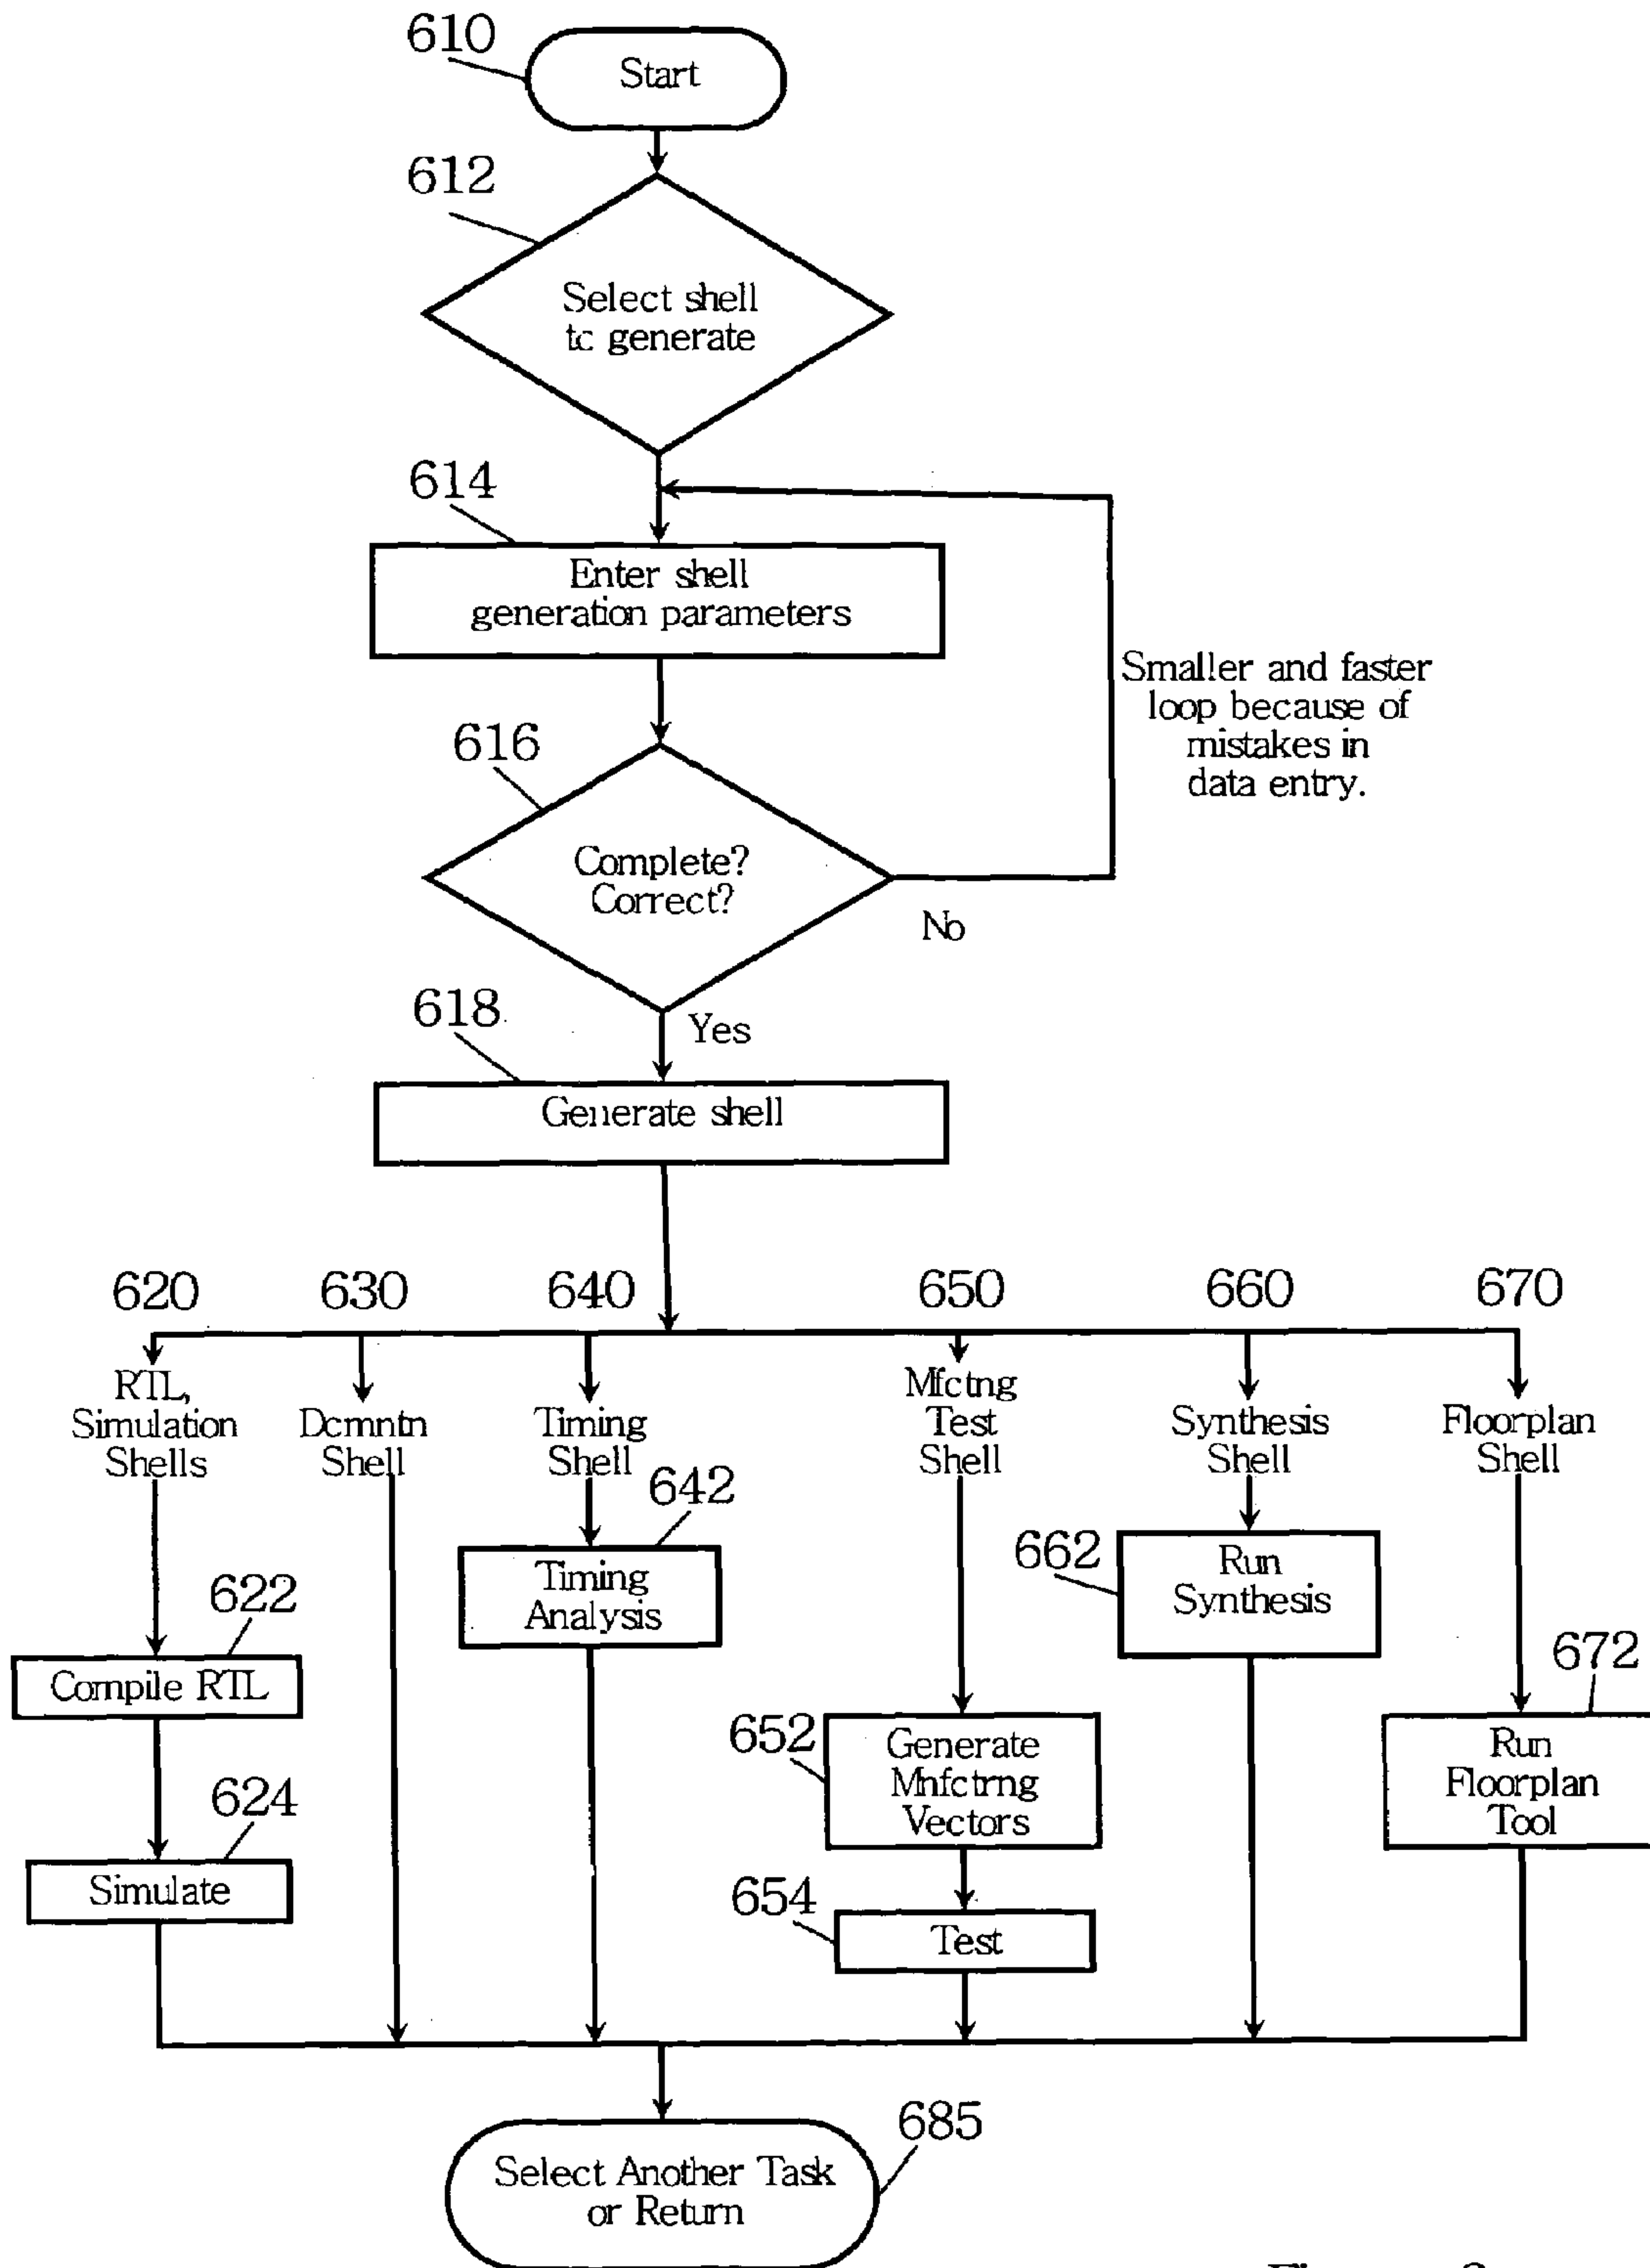 610
Start
612
Select shell
to generate
614
Enter shell
generation parameters
Smaller and faster
loop because of
mistakes in
data entry.
616
Complete?
Correct?
No
618
Yes
Generate shell
620 630 640 650 660 670
RTL,
Simulation
Shells
Dcmntn
Shell
Timing
Shell
Mfctng
Test
Shell
Synthesis
Shell
Floorplan
Shell
642
Timing
Analysis
662
Run
Synthesis
622
Compile RTL
672
Run
Floorplan
Tool
652
Generate
Mnfctrng
Vectors
624
Simulate
654
Test
685
Select Another Task
or Return